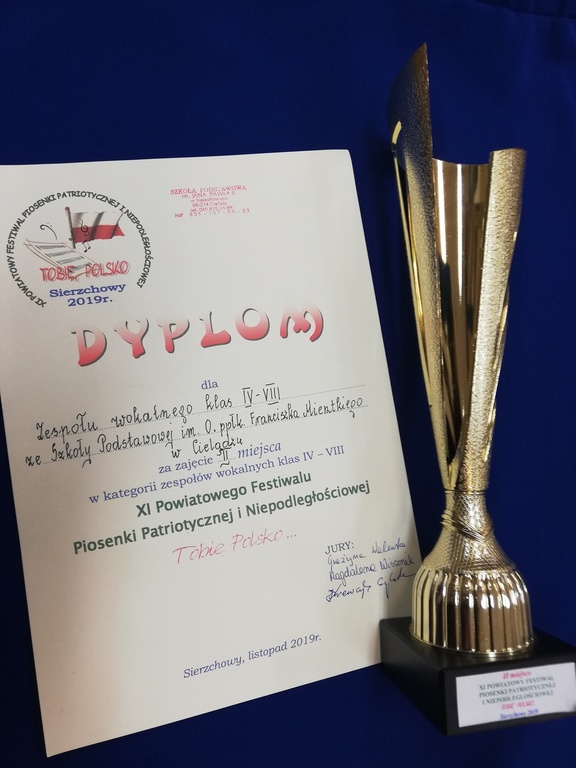 XI POWIATOWY FESTIWAL PIOSENKI PATRIOTYCZNEJ I NIEPODLEGŁOŚCIOWEJ
TOBIE POLSKO
Sierzchowy
2019r.
SZKOŁA PODSTAWOWA
DYPLOM
dla
Zespołu wokalnego klas IV-VIII
ze Szkoły Podstawowej im. O. ppłk. Franciszka Mientkiego
w Cielądzu
za zajęcie II miejsca
w kategorii zespołów wokalnych klas IV – VIII
XI Powiatowego Festiwalu
Piosenki Patriotycznej i Niepodległościowej
Tobie Polsko...
JURY:
Grażyna
Magdalena
Sierzchowy, listopad 2019r.
II miejsce
XI POWIATOWY FESTIWAL
PIOSENKI PATRIOTYCZNEJ
I NIEPODLEGŁOŚCIOWEJ
Sierzchowy 2019